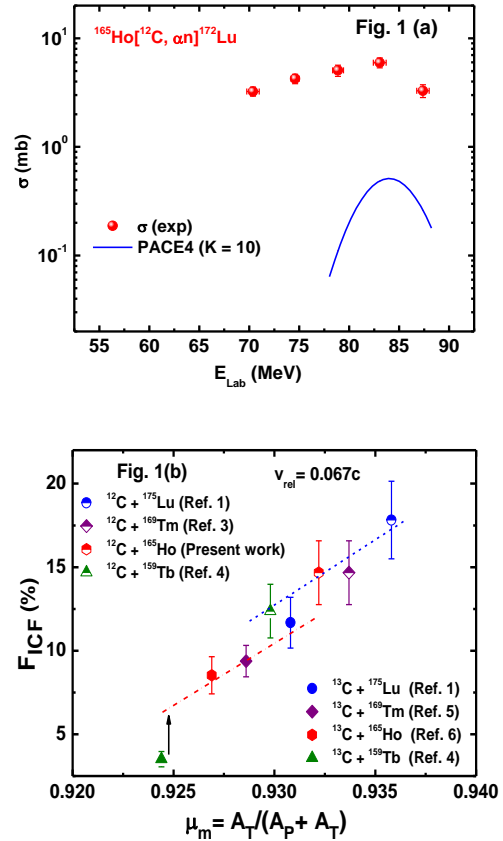 Fig. 1 (a)
¹⁶⁵Ho[¹²C, αn]¹⁷²Lu
10¹
10⁰
10⁻¹
σ (mb)
σ (exp)
PACE4 (K = 10)
55 60 65 70 75 80 85 90
E_Lab (MeV)
Fig. 1(b)
v_rel = 0.067c
¹²C + ¹⁷⁵Lu (Ref. 1)
¹²C + ¹⁶⁹Tm (Ref. 3)
¹²C + ¹⁶⁵Ho (Present work)
¹²C + ¹⁵⁹Tb (Ref. 4)
20
15
10
5
F_ICF (%)
¹³C + ¹⁷⁵Lu (Ref. 1)
¹³C + ¹⁶⁹Tm (Ref. 5)
¹³C + ¹⁶⁵Ho (Ref. 6)
¹³C + ¹⁵⁹Tb (Ref. 4)
0.920 0.925 0.930 0.935 0.940
μ_m = A_T/(A_P + A_T)